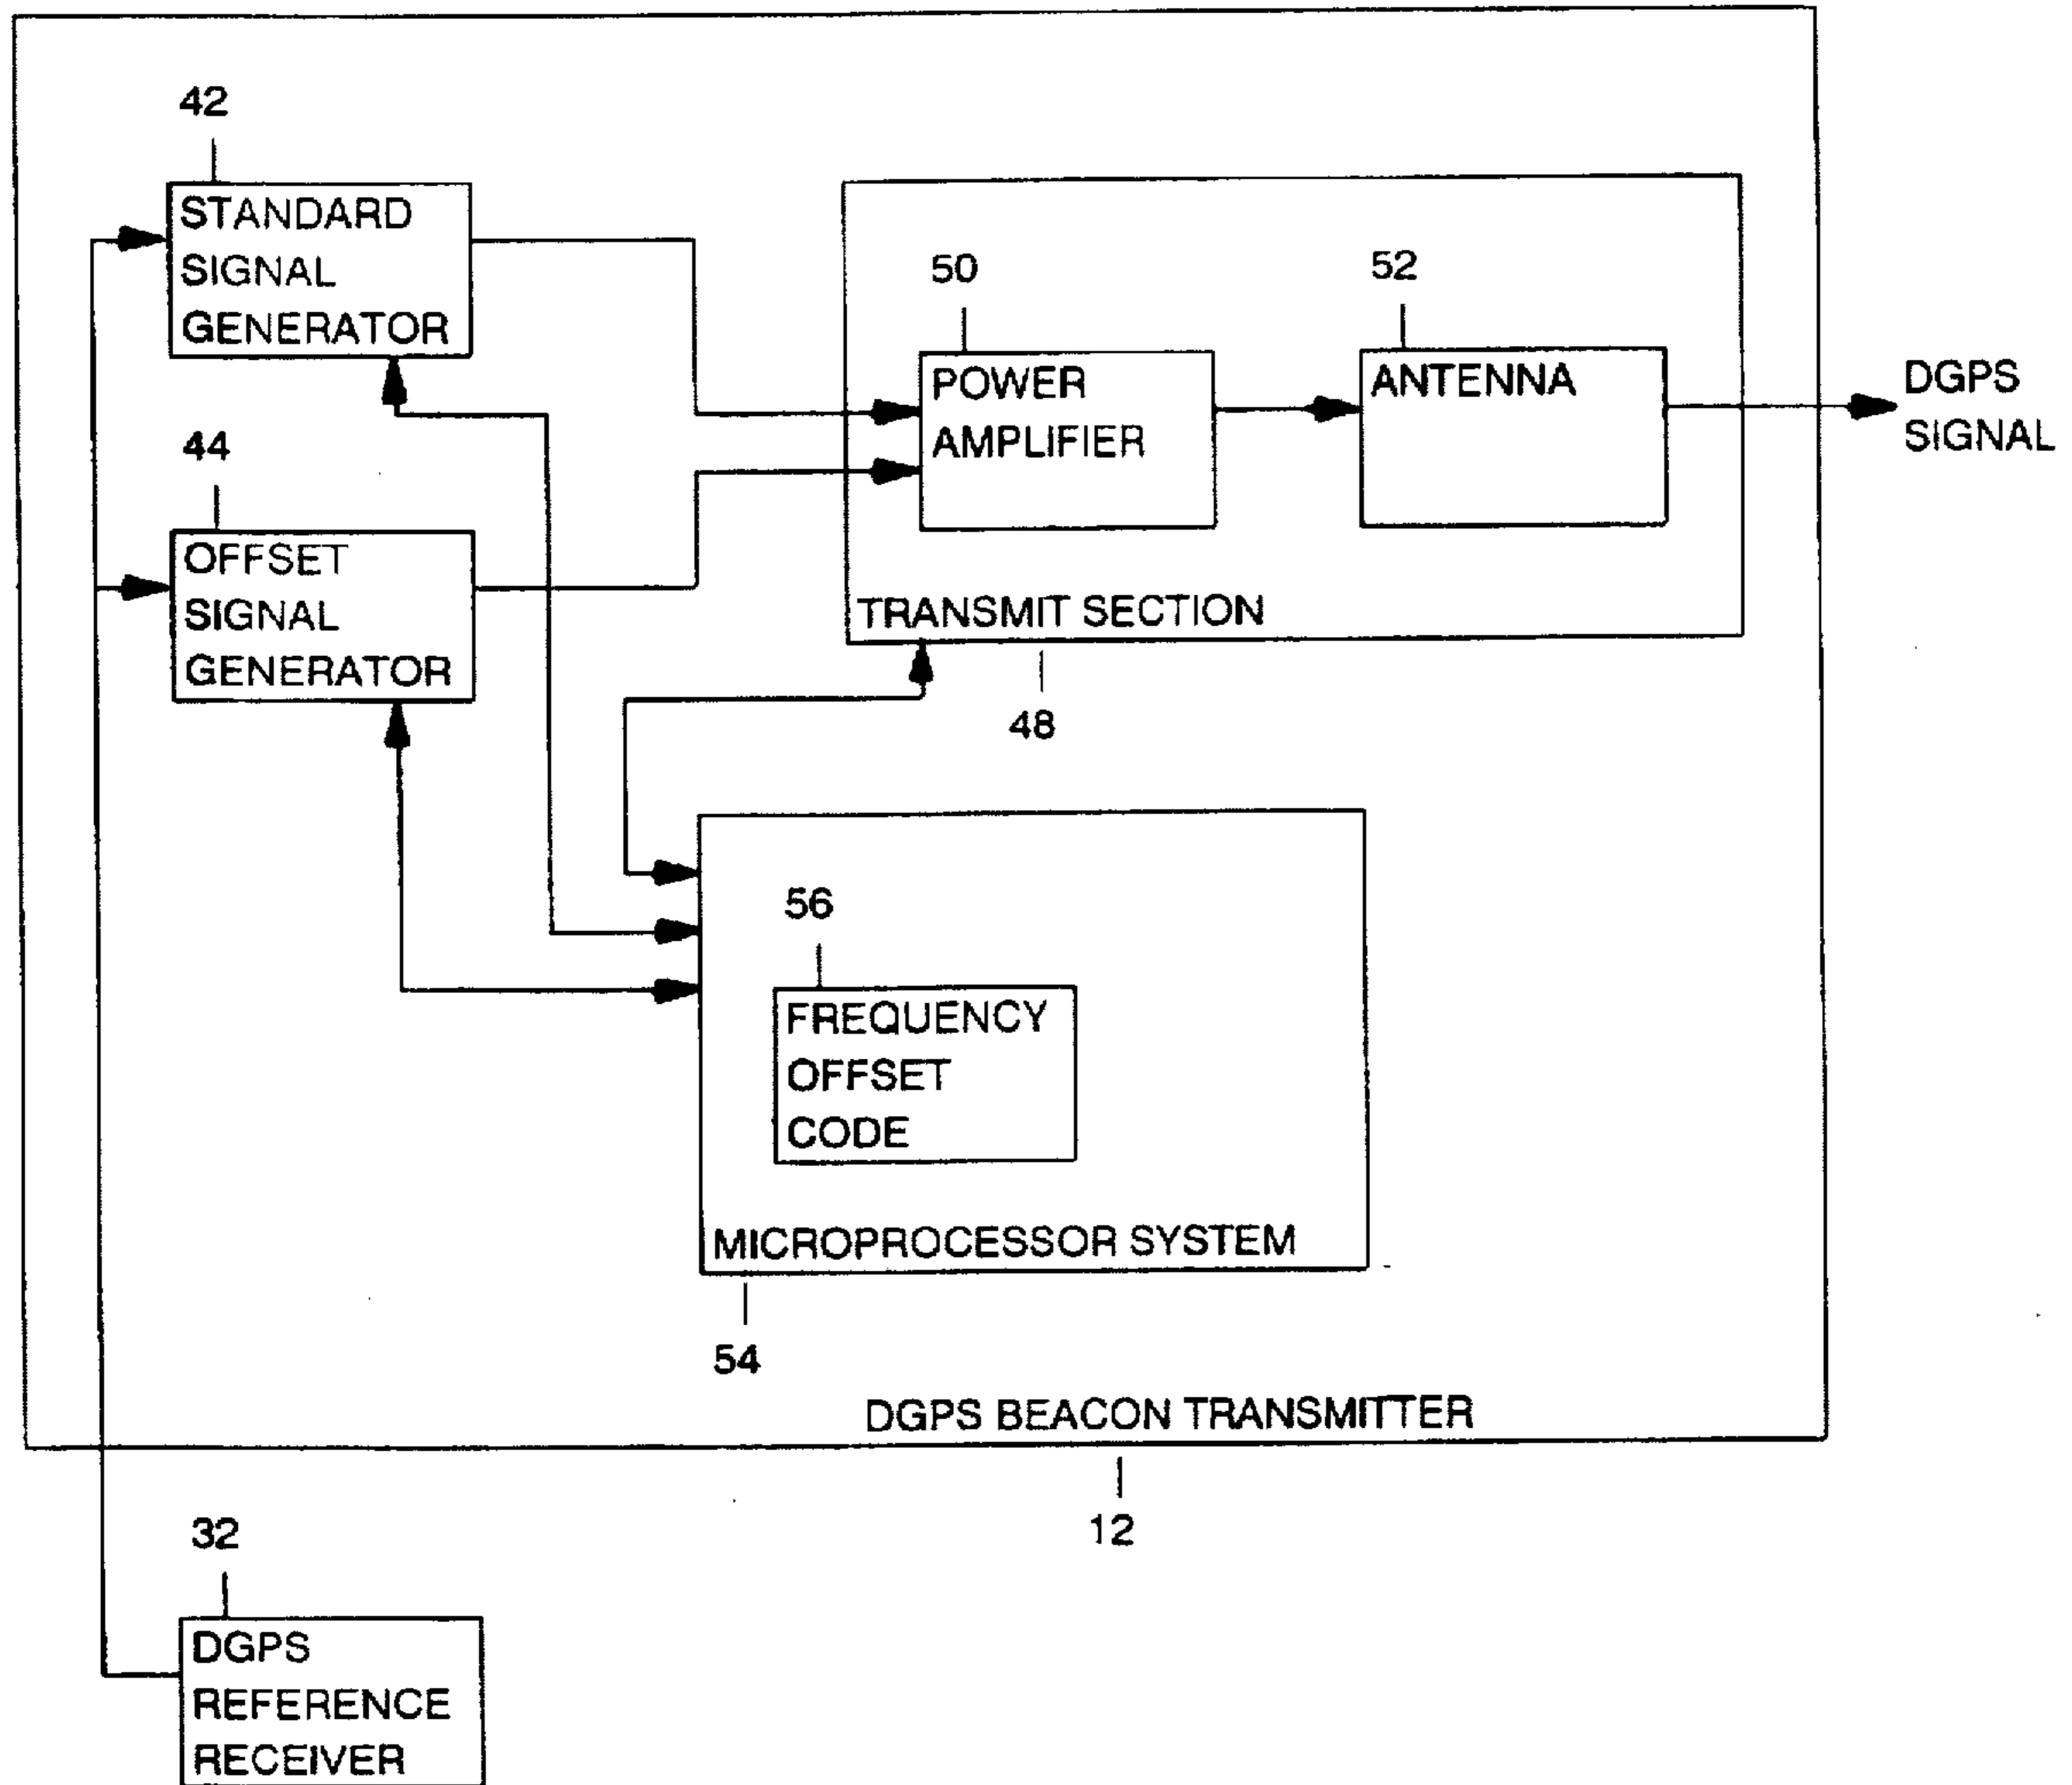 42
STANDARD
SIGNAL
GENERATOR
50
POWER
AMPLIFIER
52
ANTENNA
DGPS
SIGNAL
44
OFFSET
SIGNAL
GENERATOR
TRANSMIT SECTION
48
56
FREQUENCY
OFFSET
CODE
MICROPROCESSOR SYSTEM
54
DGPS BEACON TRANSMITTER
12
32
DGPS
REFERENCE
RECEIVER